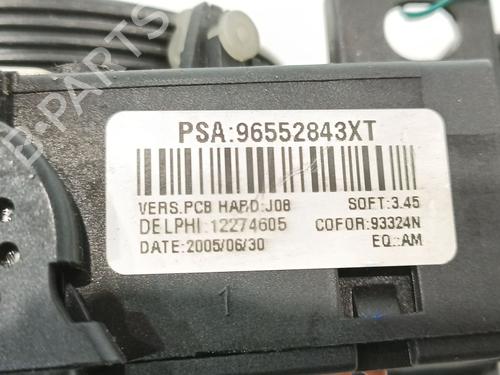 B-PARTS
PSA:96552843XT
VERS.PCB HARD:J08 SOFT:3.45
DELPHI:12274605 COFOR:93324N
DATE:2005/06/30 EQ.:AM
1